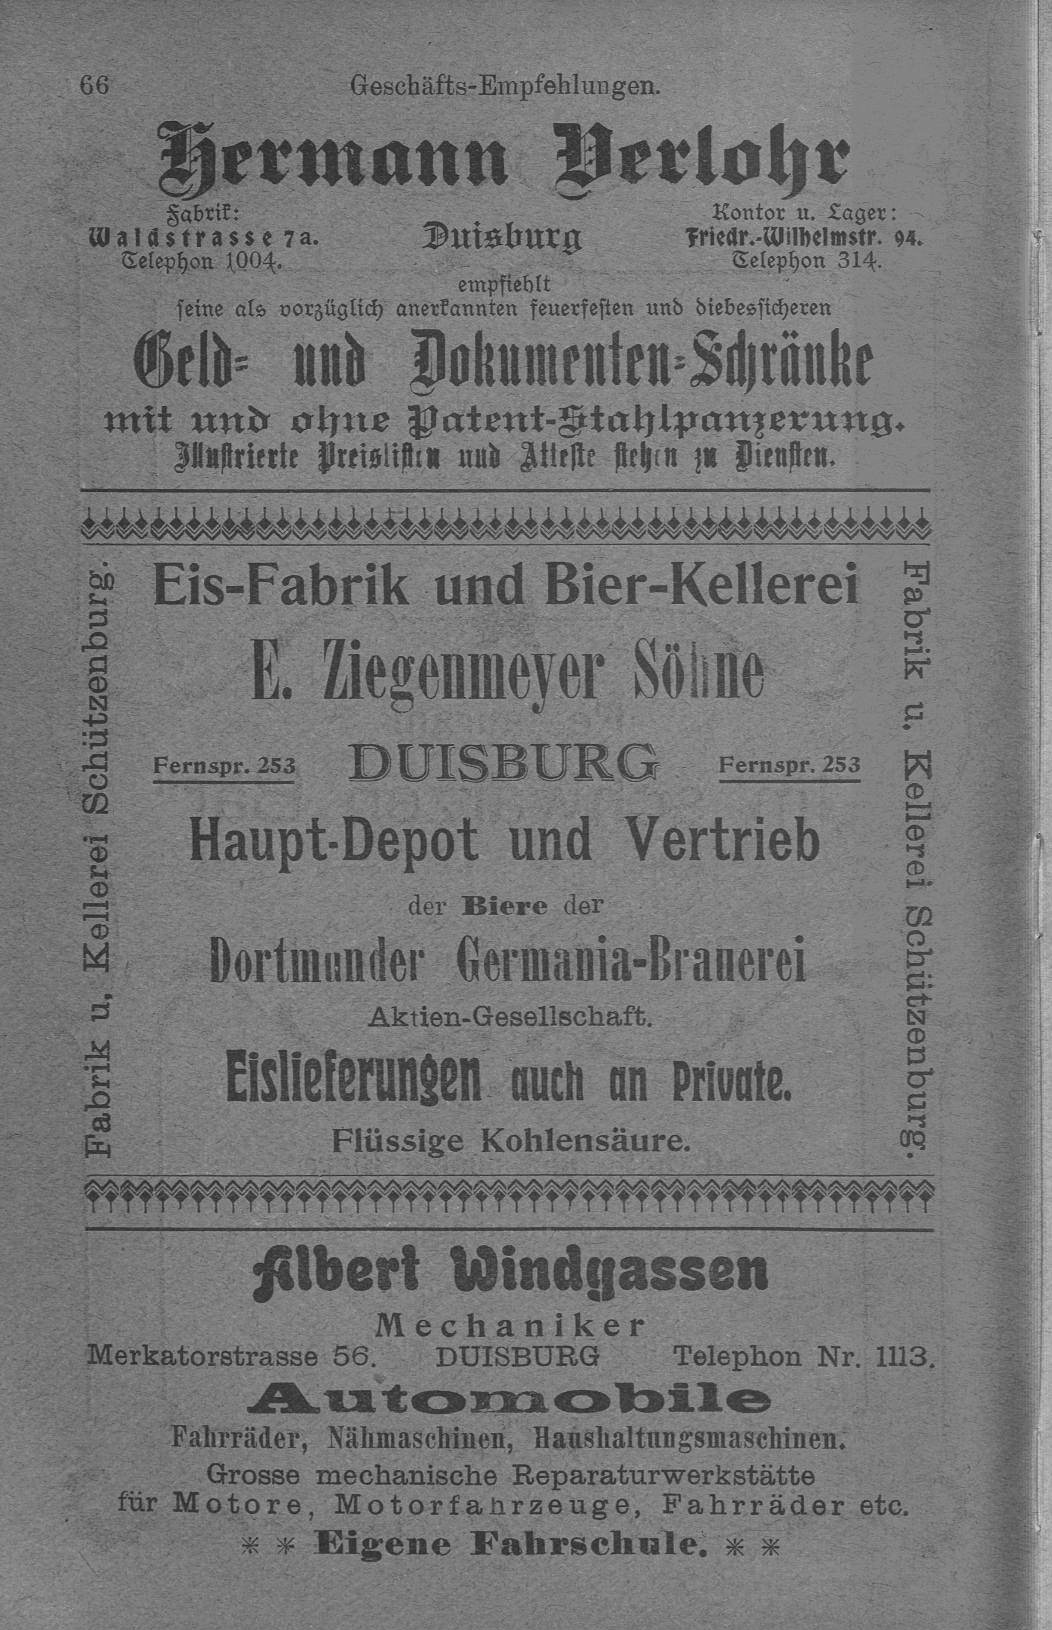 66
Geschäfts-Empfehlungen.
Hermann Verlohr
Fabrik:
Waldstrasse 7a.
Telephon 1004.
Duisburg
Kontor u. Lager:
Friedr.-Wilhelmstr. 94.
Telephon 314.
empfiehlt
seine als vorzüglich anerkannten feuerfesten und diebessicheren
Geld- und Dokumenten-Schränke
mit und ohne Patent-Stahlpanzerung.
Illustrierte Preislisten und Atteste stehen zu Diensten.
Fabrik u. Kellerei Schützenburg.
Eis-Fabrik und Bier-Kellerei
E. Ziegenmeyer Söhne
Fernspr. 253 DUISBURG Fernspr. 253
Haupt-Depot und Vertrieb
der Biere der
Dortmunder Germania-Brauerei
Aktien-Gesellschaft.
Eislieferungen auch an Private.
Flüssige Kohlensäure.
Fabrik u. Kellerei Schützenburg.
Albert Windgassen
Mechaniker
Merkatorstrasse 56. DUISBURG Telephon Nr. 1113.
Automobile
Fahrräder, Nähmaschinen, Haushaltungsmaschinen.
Grosse mechanische Reparaturwerkstätte
für Motore, Motorfahrzeuge, Fahrräder etc.
* * Eigene Fahrschule. * *